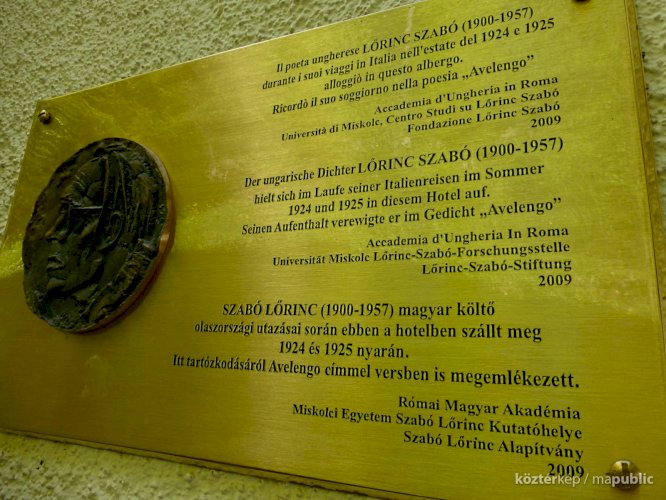 Il poeta ungherese LŐRINC SZABÓ (1900-1957)
durante i suoi viaggi in Italia nell'estate del 1924 e 1925
alloggiò in questo albergo.
Ricordò il suo soggiorno nella poesia „Avelengo”
Accademia d'Ungheria in Roma
Università di Miskolc, Centro Studi su Lőrinc Szabó
Fondazione Lőrinc Szabó
2009
Der ungarische Dichter LŐRINC SZABÓ (1900-1957)
hielt sich im Laufe seiner Italienreisen im Sommer
1924 und 1925 in diesem Hotel auf.
Seinen Aufenthalt verewigte er im Gedicht „Avelengo”
Accademia d'Ungheria In Roma
Universität Miskolc Lőrinc-Szabó-Forschungsstelle
Lőrinc-Szabó-Stiftung
2009
SZABÓ LŐRINC (1900-1957) magyar költő
olaszországi utazásai során ebben a hotelben szállt meg
1924 és 1925 nyarán.
Itt tartózkodásáról Avelengo címmel versben is megemlékezett.
Római Magyar Akadémia
Miskolci Egyetem Szabó Lőrinc Kutatóhelye
Szabó Lőrinc Alapítvány
2009
köztérkép / mapublic